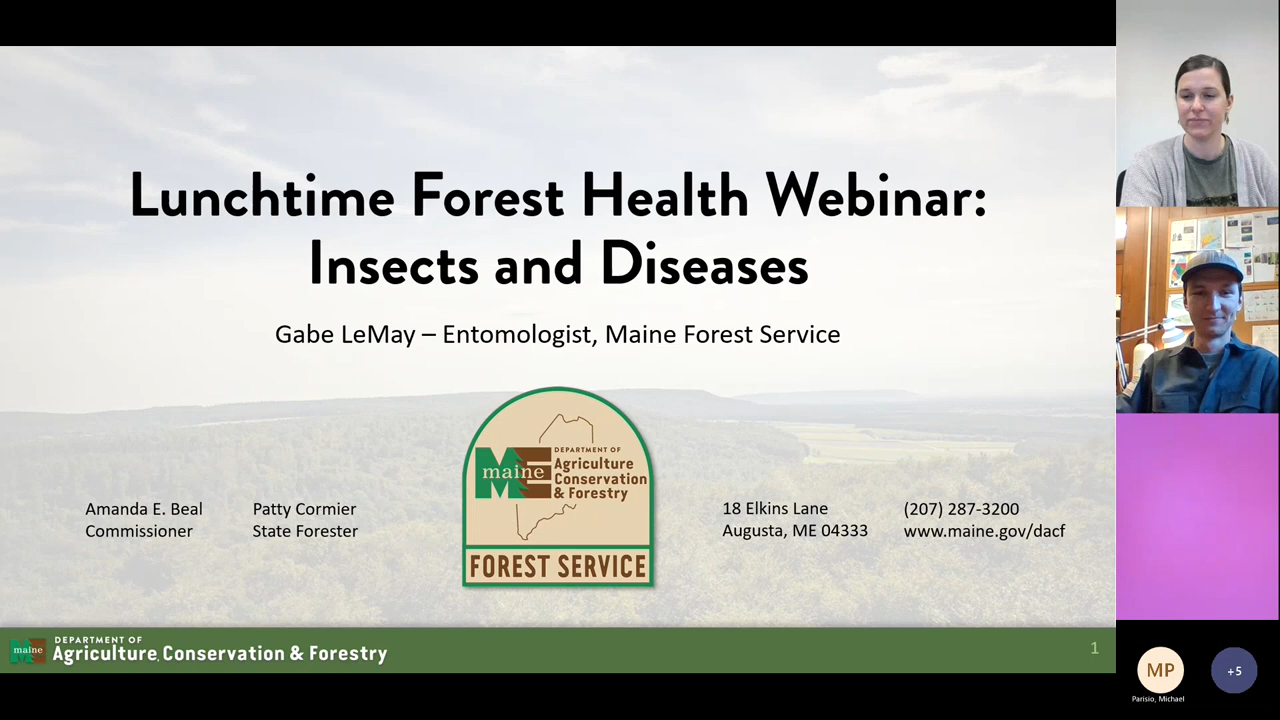 Lunchtime Forest Health Webinar:
Insects and Diseases
Gabe LeMay – Entomologist, Maine Forest Service
Amanda E. Beal
Commissioner
Patty Cormier
State Forester
maine
DEPARTMENT OF
Agriculture
Conservation
& Forestry
FOREST SERVICE
18 Elkins Lane
Augusta, ME 04333
(207) 287-3200
www.maine.gov/dacf
maine
DEPARTMENT OF
Agriculture, Conservation & Forestry
1
MP
Parisio, Michael
+5